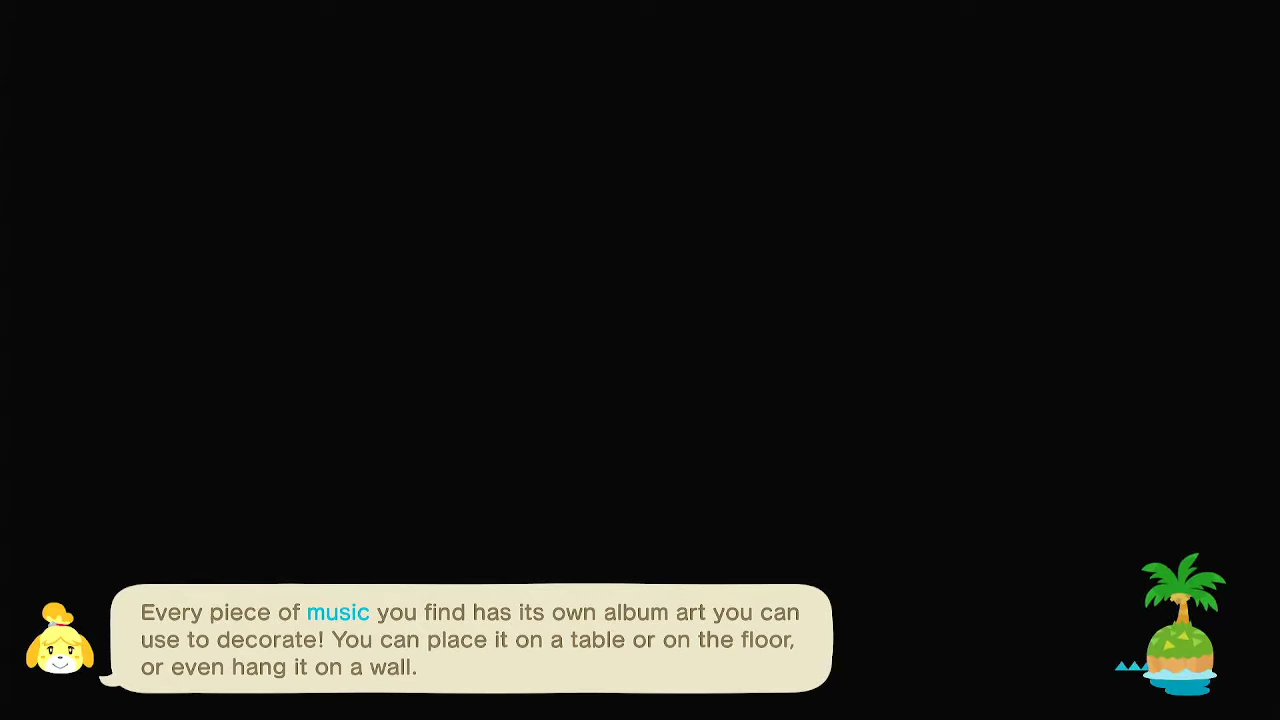 Every piece of music you find has its own album art you can
use to decorate! You can place it on a table or on the floor,
or even hang it on a wall.